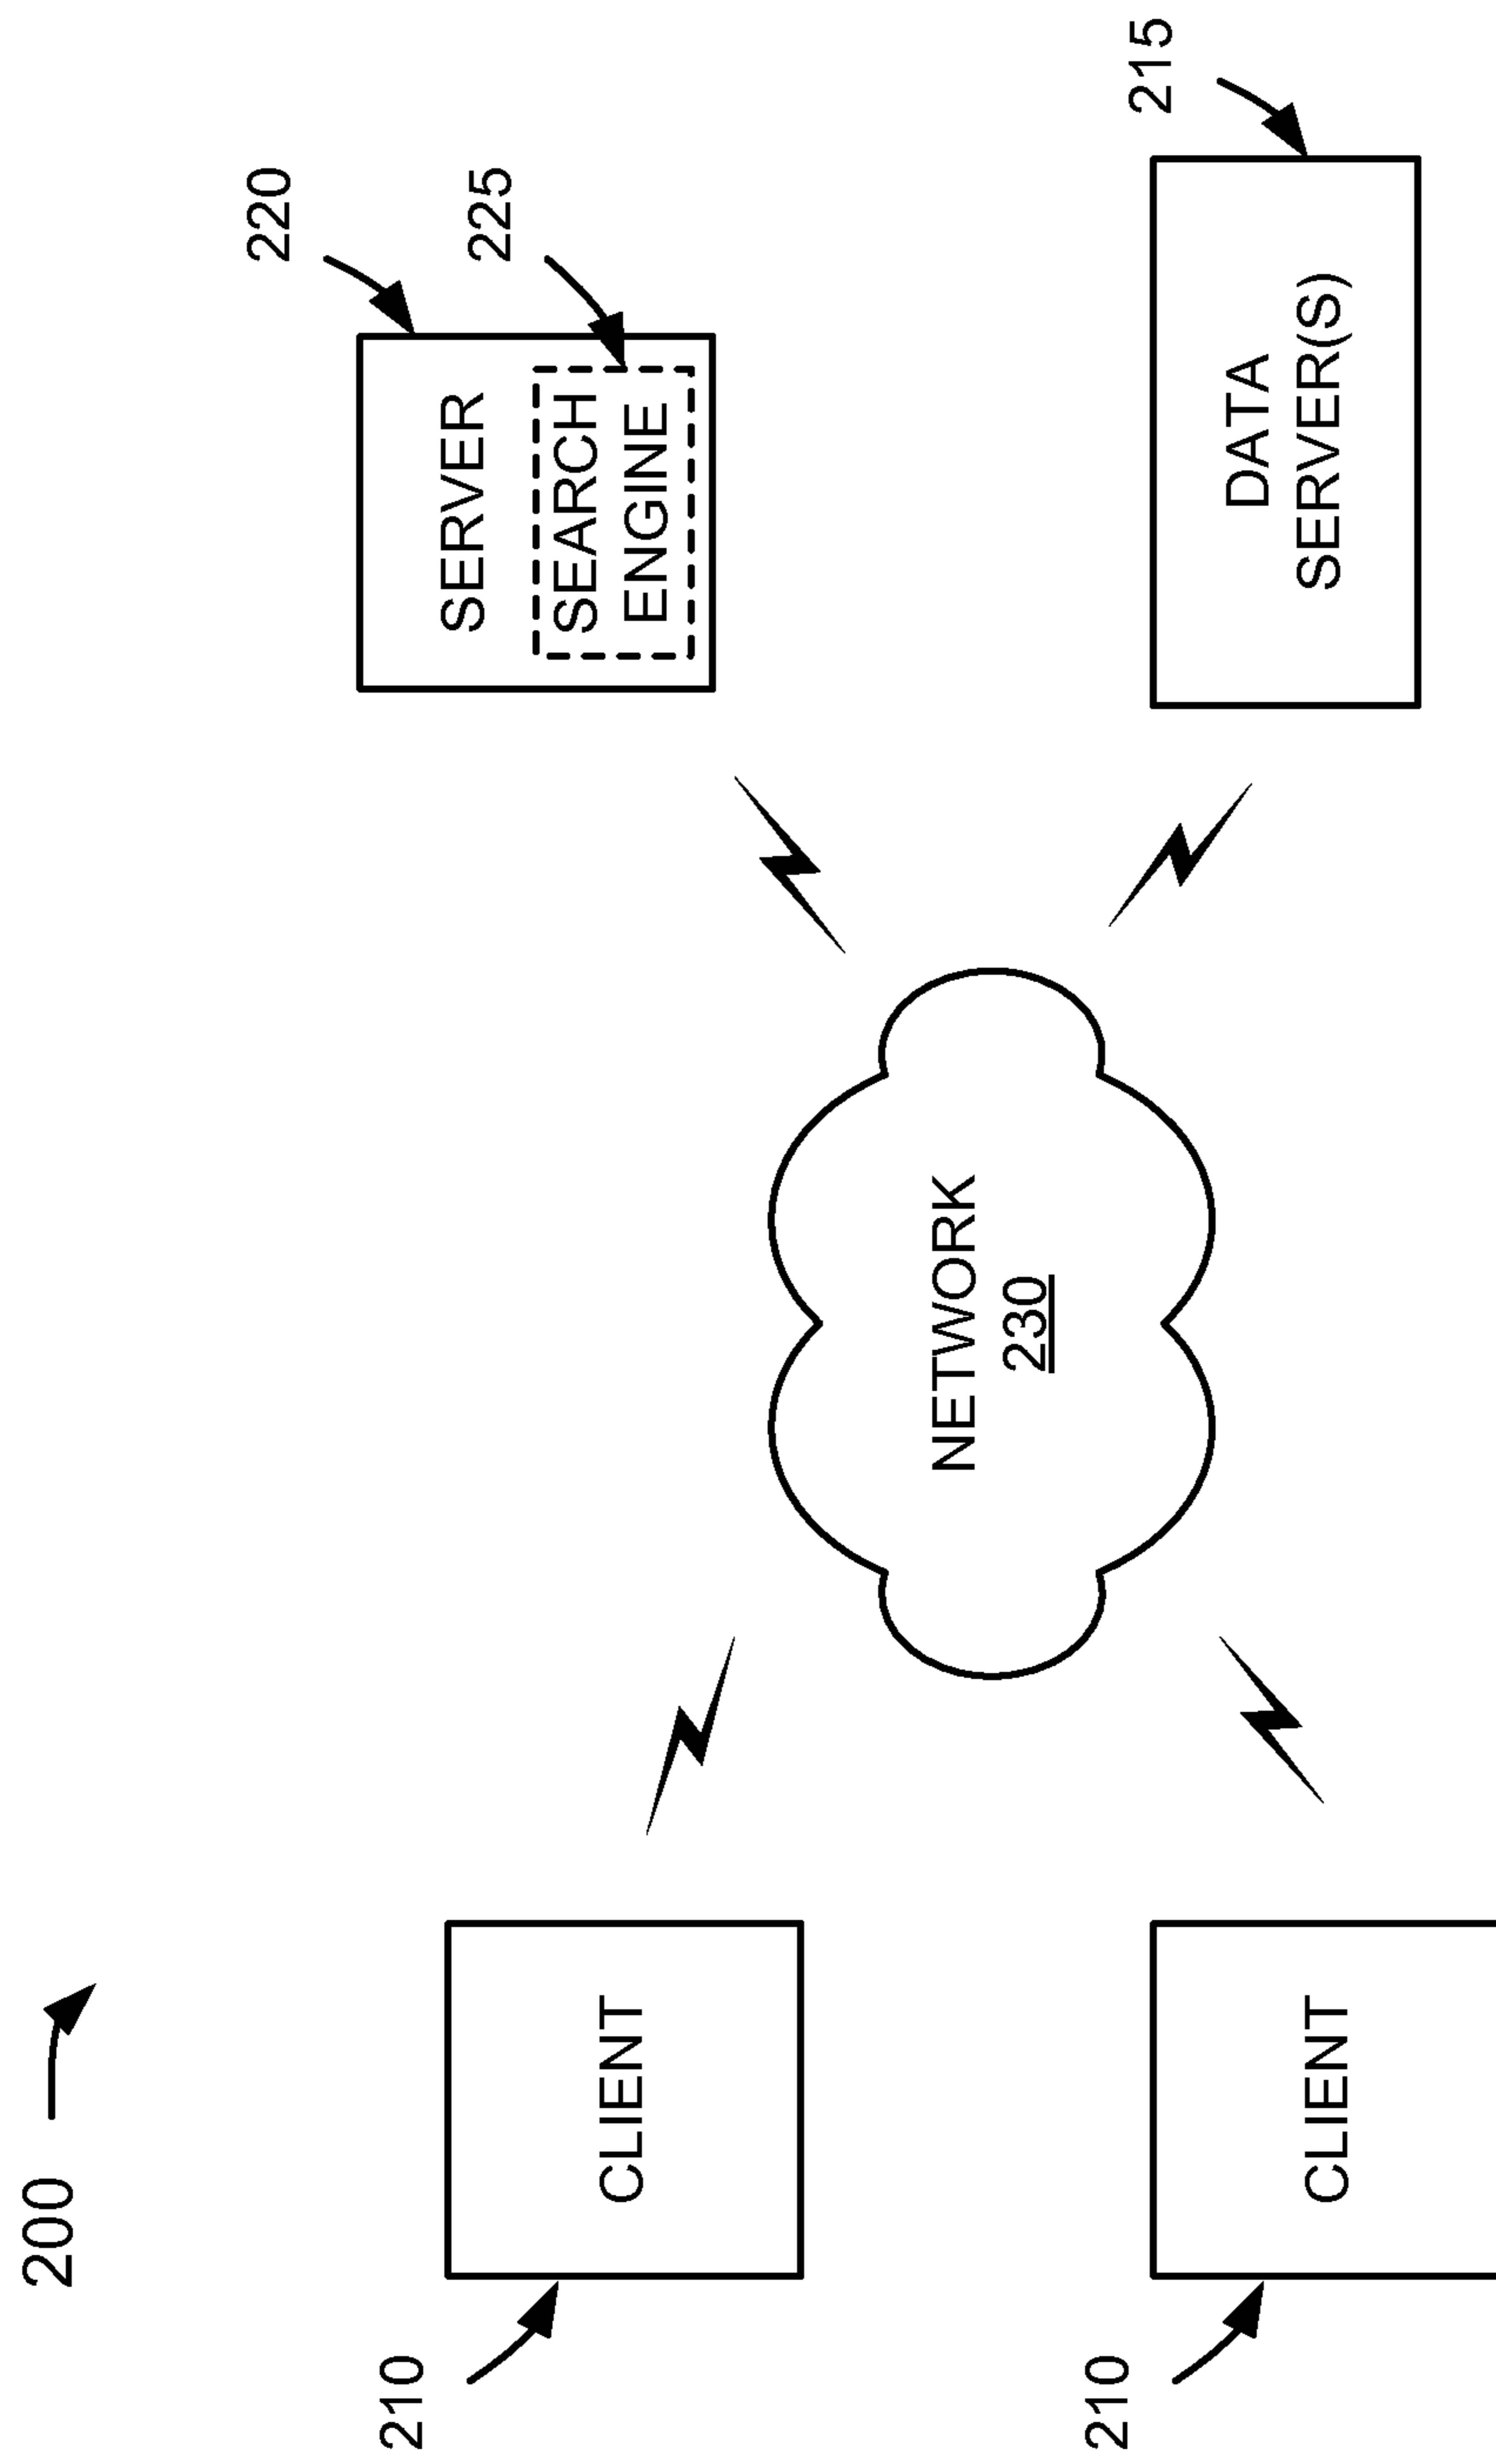 200
210
CLIENT
210
CLIENT
NETWORK
230
220
SERVER
225
SEARCH
ENGINE
215
DATA
SERVER(S)